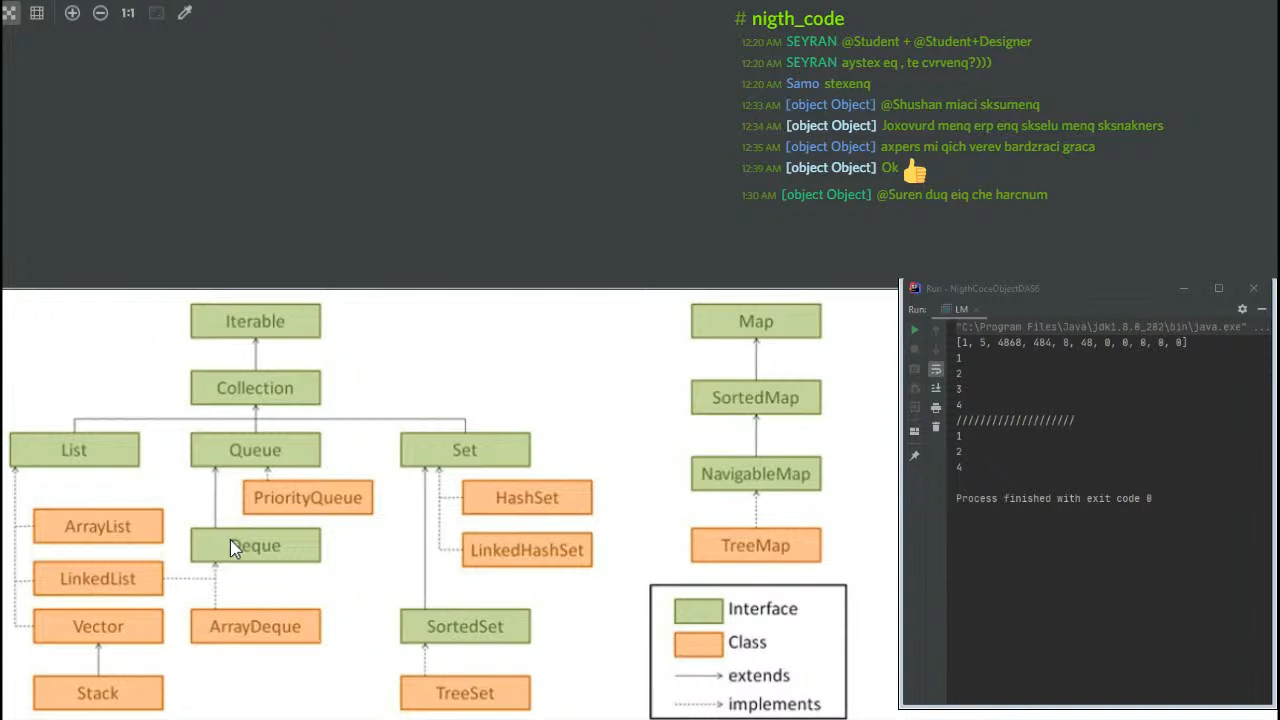 1:1
# nigth_code
12:20 AM SEYRAN @Student + @Student+Designer
12:20 AM SEYRAN aystex eq , te cvrvenq?)))
12:20 AM Samo stexenq
12:33 AM [object Object] @Shushan miaci sksumenq
12:34 AM [object Object] Joxovurd menq erp enq skselu menq sksnakners
12:35 AM [object Object] axpers mi qich verev bardzraci graca
12:39 AM [object Object] Ok 👍
1:30 AM [object Object] @Suren duq eiq che harcnum
Iterable
Collection
List
Queue
Set
PriorityQueue
HashSet
ArrayList
Deque
LinkedHashSet
LinkedList
Vector
ArrayDeque
SortedSet
Stack
TreeSet
Map
SortedMap
NavigableMap
TreeMap
Interface
Class
extends
implements
Run - NigthCoceObjectDAS6
Run: LM
"C:\Program Files\Java\jdk1.8.0_282\bin\java.exe" ...
[1, 5, 4868, 484, 8, 48, 0, 0, 0, 0, 0]
1
2
3
4
////////////////////
1
2
4
Process finished with exit code 0